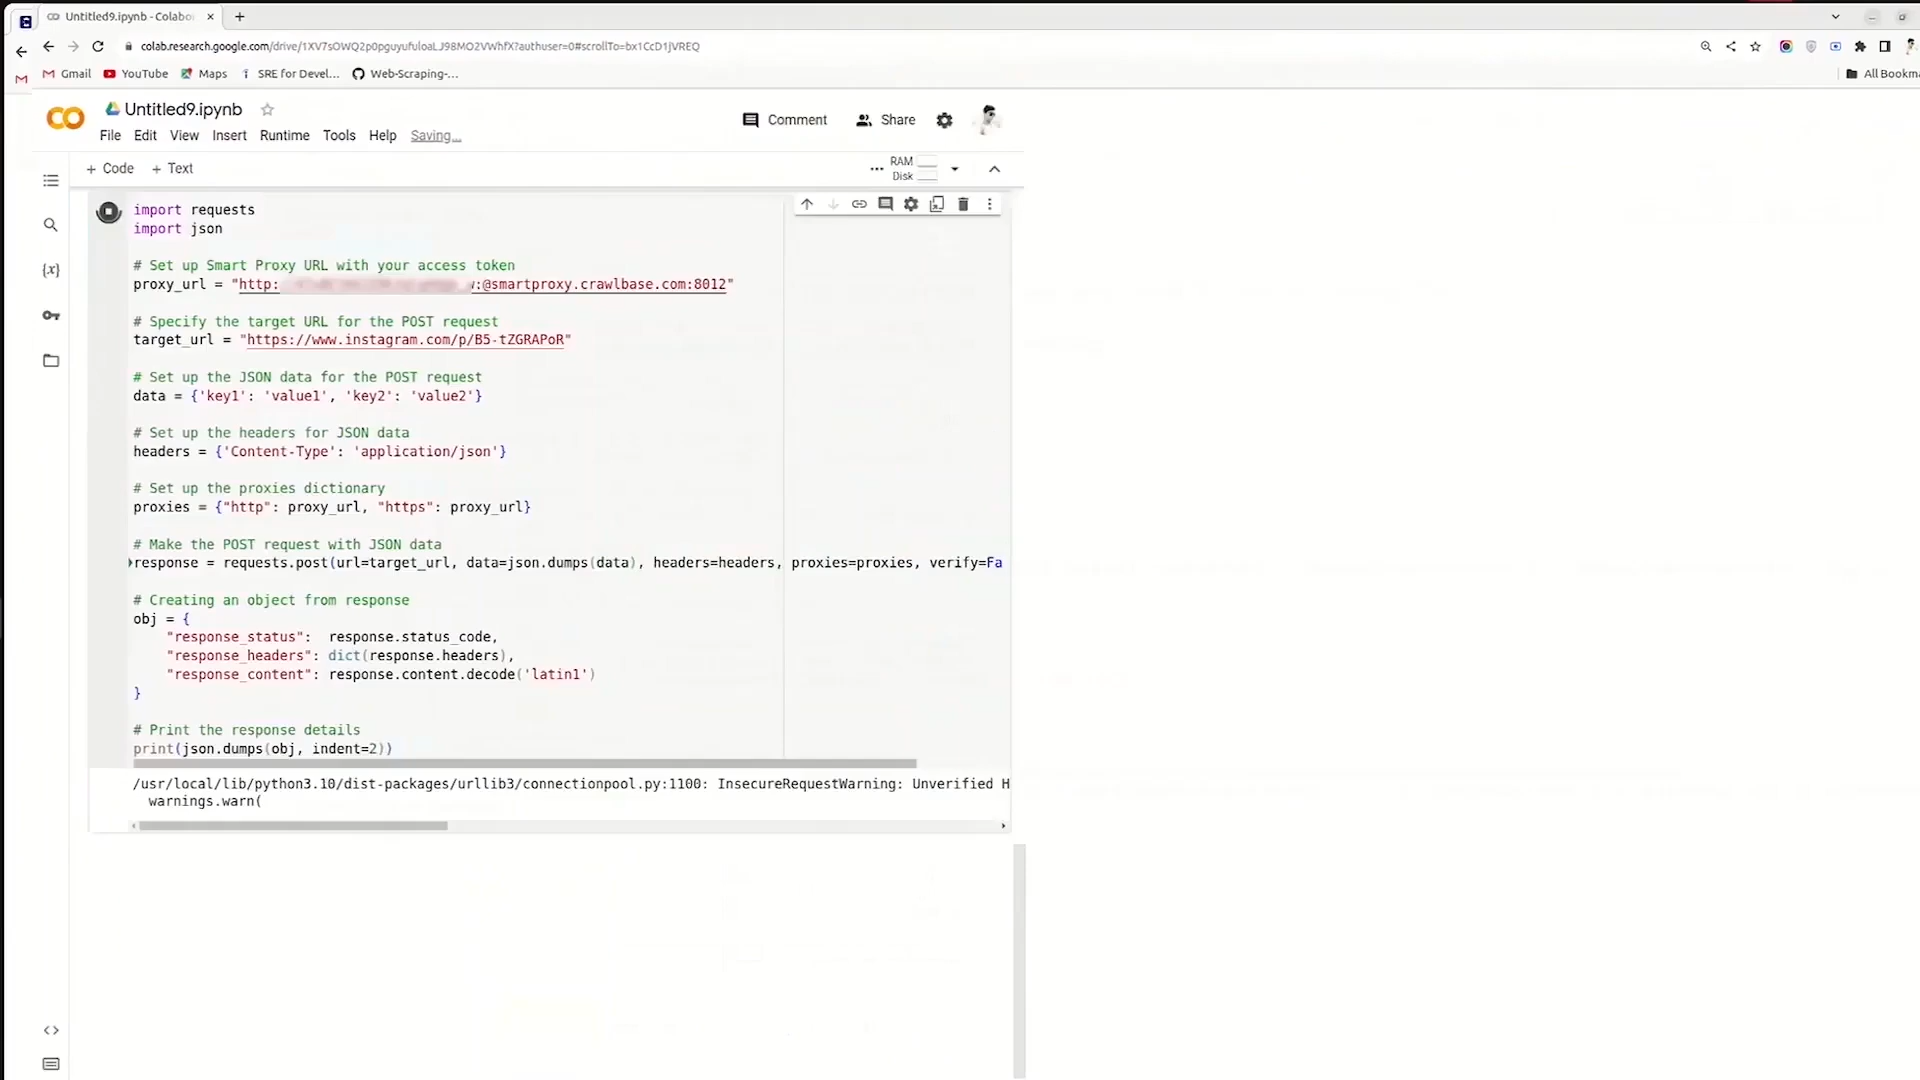 Untitled9.ipynb - Colabo
colab.research.google.com/drive/1XV7sOWQ2p0pguyufuloaLJ98MO2VWhfX?authuser=0#scrollTo=bx1CcD1jVREQ
Gmail YouTube Maps SRE for Devel... Web-Scraping-... All Bookma
Untitled9.ipynb
File Edit View Insert Runtime Tools Help Saving...
Comment Share
+ Code + Text
RAM
Disk
import requests
import json
# Set up Smart Proxy URL with your access token
proxy_url = "http: :@smartproxy.crawlbase.com:8012"
# Specify the target URL for the POST request
target_url = "https://www.instagram.com/p/B5-tZGRAPoR"
# Set up the JSON data for the POST request
data = {'key1': 'value1', 'key2': 'value2'}
# Set up the headers for JSON data
headers = {'Content-Type': 'application/json'}
# Set up the proxies dictionary
proxies = {"http": proxy_url, "https": proxy_url}
# Make the POST request with JSON data
response = requests.post(url=target_url, data=json.dumps(data), headers=headers, proxies=proxies, verify=Fa
# Creating an object from response
obj = {
"response_status": response.status_code,
"response_headers": dict(response.headers),
"response_content": response.content.decode('latin1')
}
# Print the response details
print(json.dumps(obj, indent=2))
/usr/local/lib/python3.10/dist-packages/urllib3/connectionpool.py:1100: InsecureRequestWarning: Unverified H
warnings.warn(